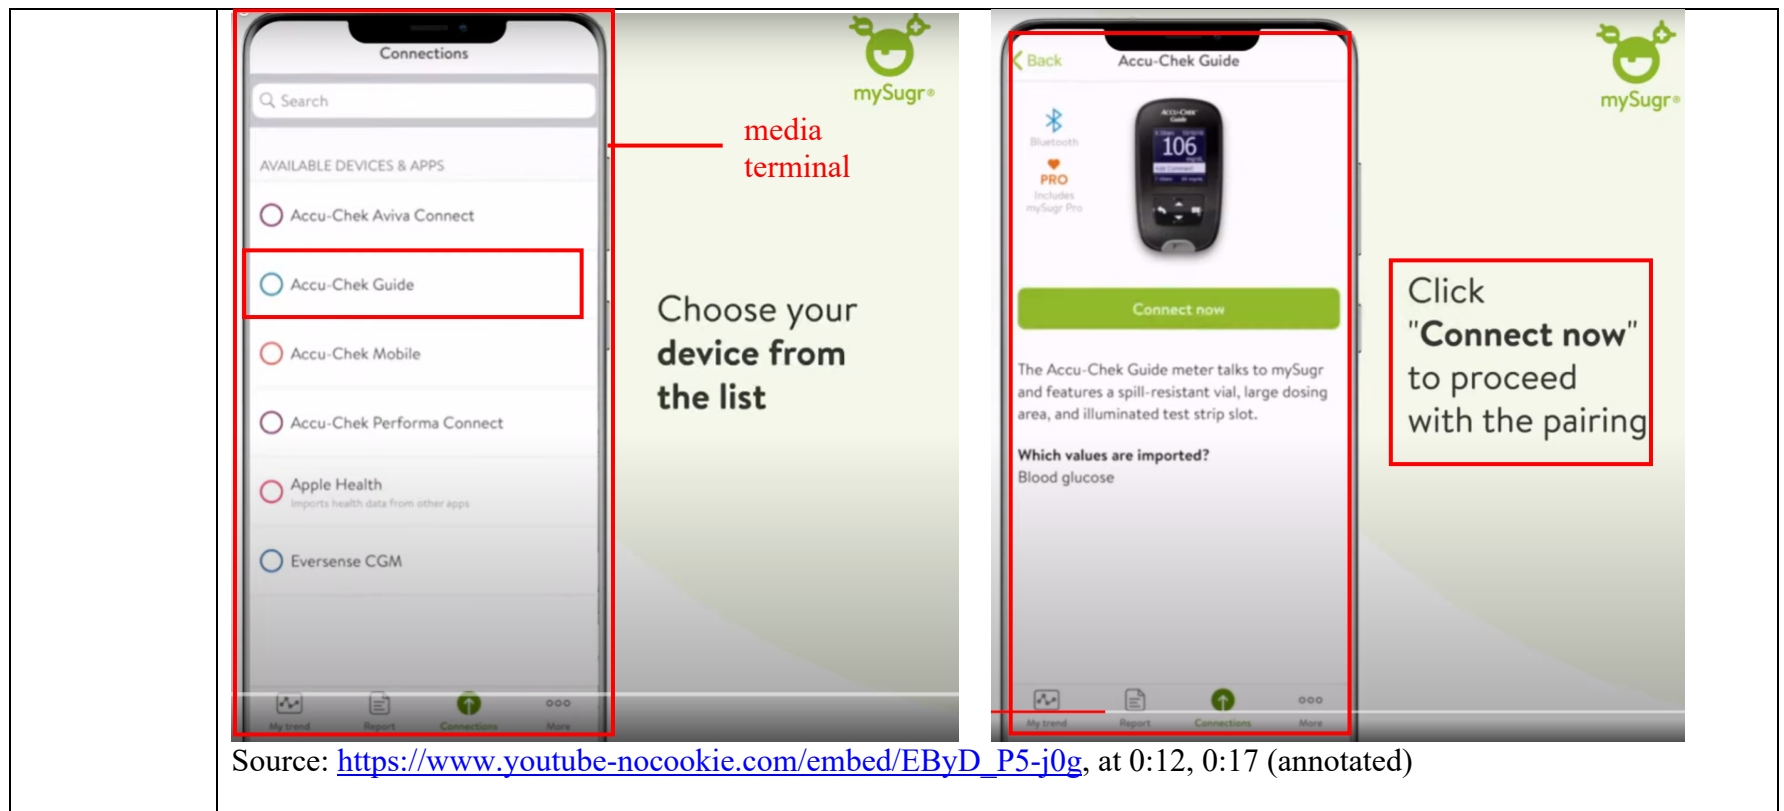 Connections
Search
AVAILABLE DEVICES & APPS
Accu-Chek Aviva Connect
Accu-Chek Guide
Accu-Chek Mobile
Accu-Chek Performa Connect
Apple Health
Imports health data from other apps
Eversense CGM
My trend Report Connections More
mySugr®
media
terminal
Choose your
device from
the list
Back Accu-Chek Guide
Bluetooth
PRO
Includes
mySugr Pro
ACCU-CHEK
Guide
106
mg/dL
Connect now
The Accu-Chek Guide meter talks to mySugr
and features a spill-resistant vial, large dosing
area, and illuminated test strip slot.
Which values are imported?
Blood glucose
My trend Report Connections More
mySugr®
Click
"Connect now"
to proceed
with the pairing
Source: https://www.youtube-nocookie.com/embed/EByD_P5-j0g, at 0:12, 0:17 (annotated)